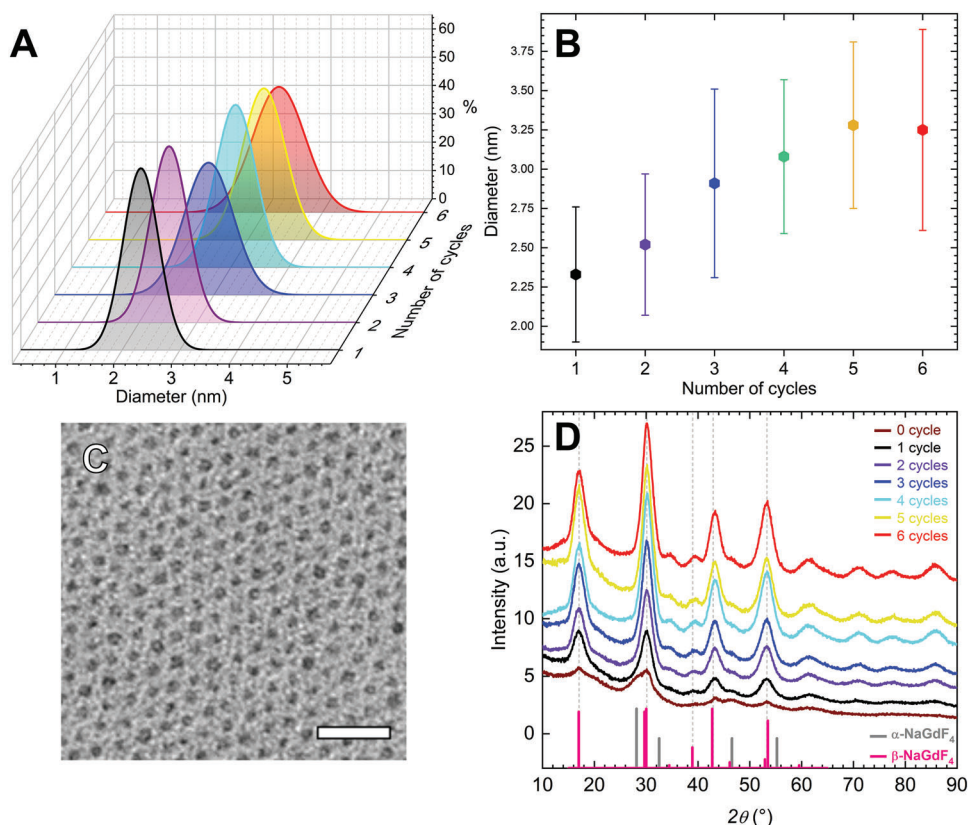 A
60
50
40
30
20
10
0
%
1
2
3
4
5
6
Number of cycles
1
2
3
4
5
Diameter (nm)
B
3.75
3.50
3.25
3.00
2.75
2.50
2.25
2.00
Diameter (nm)
1 2 3 4 5 6
Number of cycles
C
D
25
20
15
10
5
0
Intensity (a.u.)
0 cycle
1 cycle
2 cycles
3 cycles
4 cycles
5 cycles
6 cycles
α-NaGdF4
β-NaGdF4
10 20 30 40 50 60 70 80 90
2θ (°)